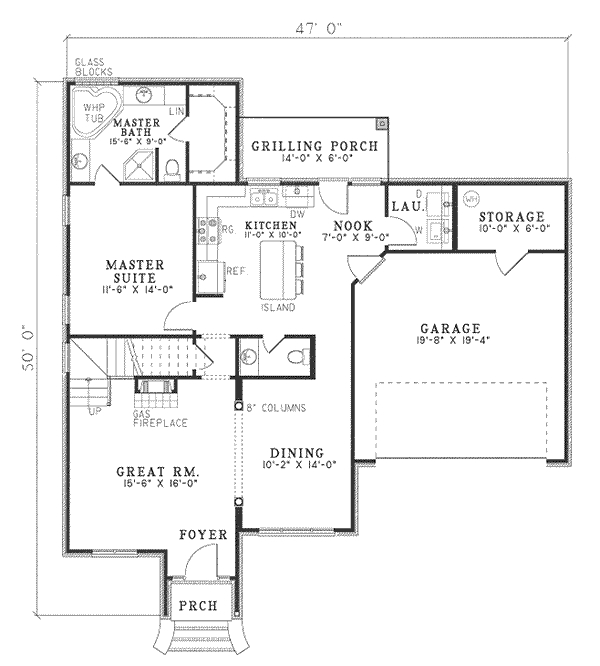 47' 0"
GLASS
BLOCKS
WHP
TUB
MASTER
BATH
15'-6" X 9'-0"
LIN
GRILLING PORCH
14'-0" X 6'-0"
DW
KITCHEN
11'-0" X 10'-0"
RG.
REF.
ISLAND
NOOK
7'-0" X 9'-0"
D
LAU.
W
WH
STORAGE
10'-0" X 6'-0"
MASTER
SUITE
11'-6" X 14'-0"
GARAGE
19'-8" X 19'-4"
50' 0"
UP
GAS
FIREPLACE
8" COLUMNS
DINING
10'-2" X 14'-0"
GREAT RM.
15'-6" X 16'-0"
FOYER
PRCH